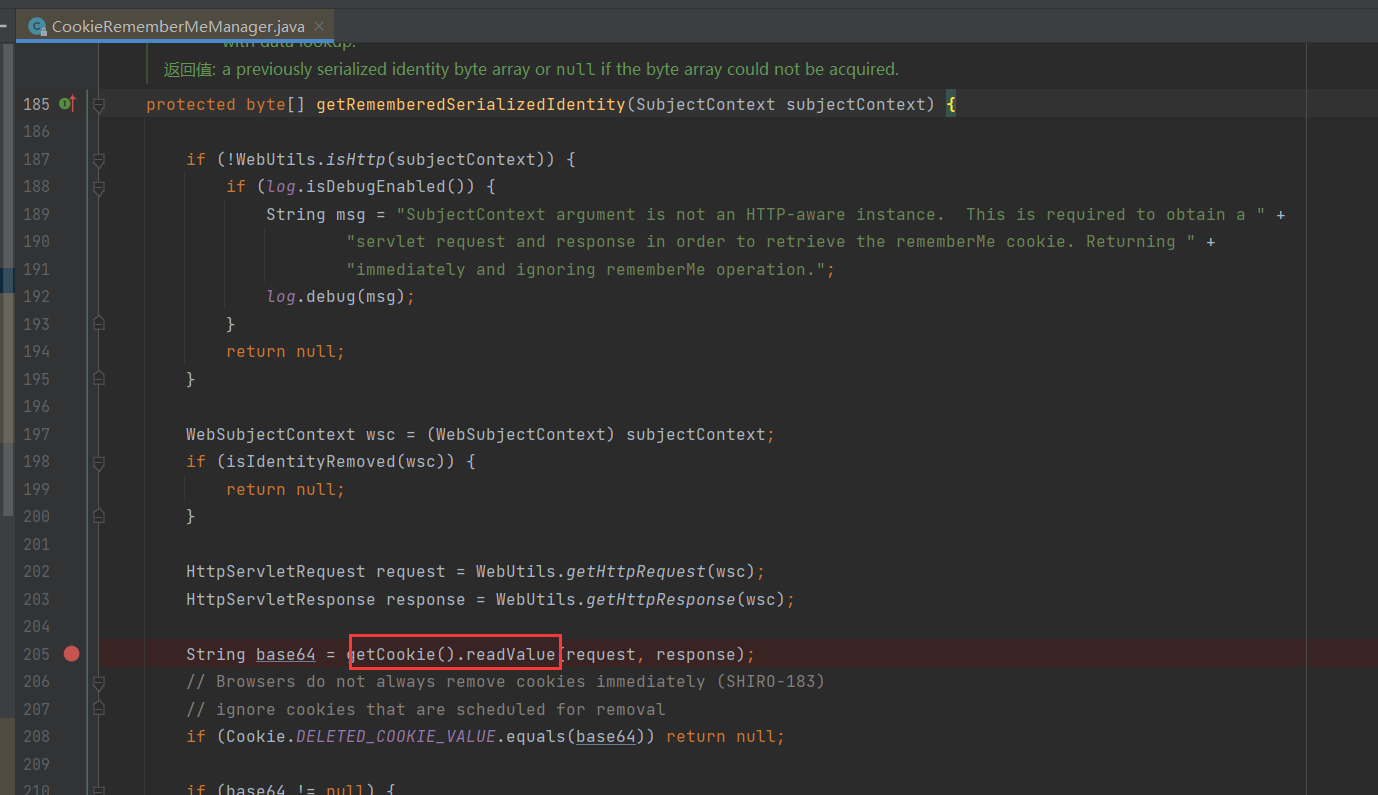 CookieRememberMeManager.java
with data lookup.
返回值: a previously serialized identity byte array or null if the byte array could not be acquired.
185 protected byte[] getRememberedSerializedIdentity(SubjectContext subjectContext) {
186
187 if (!WebUtils.isHttp(subjectContext)) {
188 if (log.isDebugEnabled()) {
189 String msg = "SubjectContext argument is not an HTTP-aware instance.  This is required to obtain a " +
190 "servlet request and response in order to retrieve the rememberMe cookie. Returning " +
191 "immediately and ignoring rememberMe operation.";
192 log.debug(msg);
193 }
194 return null;
195 }
196
197 WebSubjectContext wsc = (WebSubjectContext) subjectContext;
198 if (isIdentityRemoved(wsc)) {
199 return null;
200 }
201
202 HttpServletRequest request = WebUtils.getHttpRequest(wsc);
203 HttpServletResponse response = WebUtils.getHttpResponse(wsc);
204
205 String base64 = getCookie().readValue(request, response);
206 // Browsers do not always remove cookies immediately (SHIRO-183)
207 // ignore cookies that are scheduled for removal
208 if (Cookie.DELETED_COOKIE_VALUE.equals(base64)) return null;
209
210 if (base64 != null) {